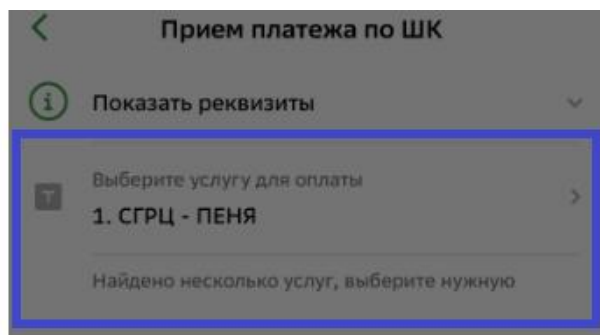 Прием платежа по ШК
Показать реквизиты
Выберите услугу для оплаты
1. СГРЦ - ПЕНЯ
Найдено несколько услуг, выберите нужную